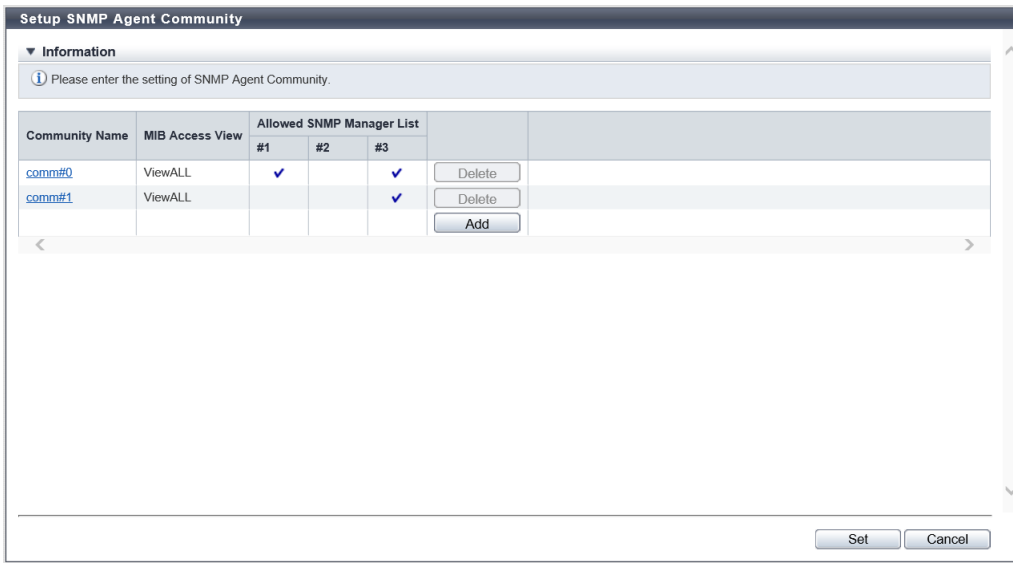 Setup SNMP Agent Community
Information
Please enter the setting of SNMP Agent Community.
Community Name MIB Access View Allowed SNMP Manager List
#1 #2 #3
comm#0 ViewALL Delete
comm#1 ViewALL Delete
Add
Set Cancel